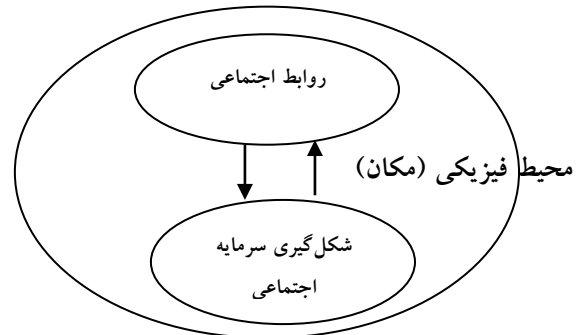 روابط اجتماعی
محیط فیزیکی (مکان)
شکل‌گیری سرمایه
اجتماعی